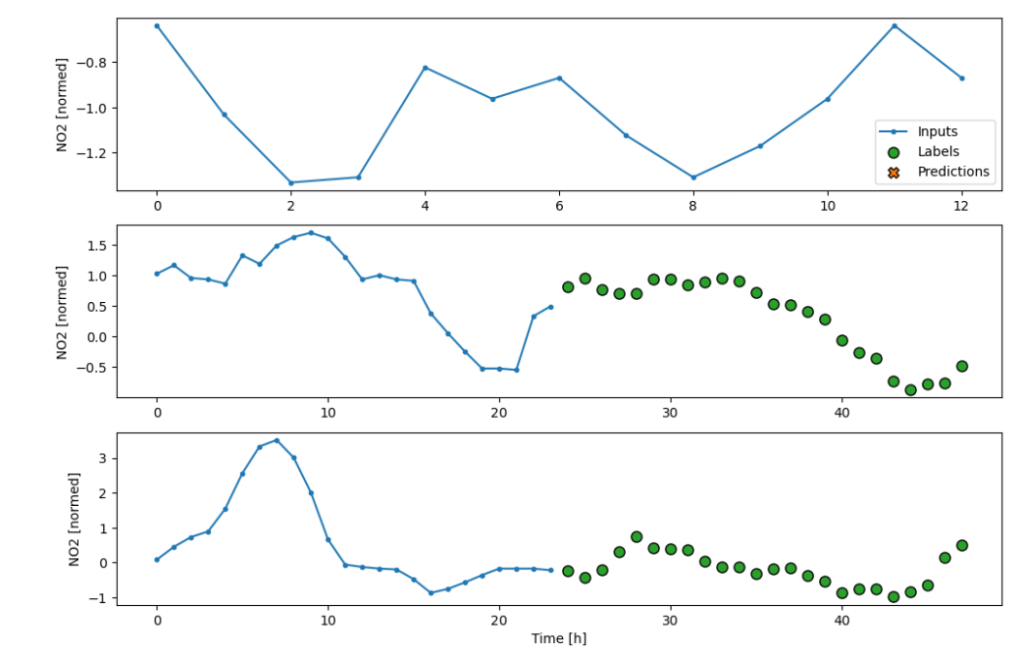 NO2 [normed]
−0.8
−1.0
−1.2
Inputs
Labels
Predictions
0 2 4 6 8 10 12
NO2 [normed]
1.5
1.0
0.5
0.0
−0.5
0 10 20 30 40
NO2 [normed]
3
2
1
0
−1
0 10 20 30 40
Time [h]